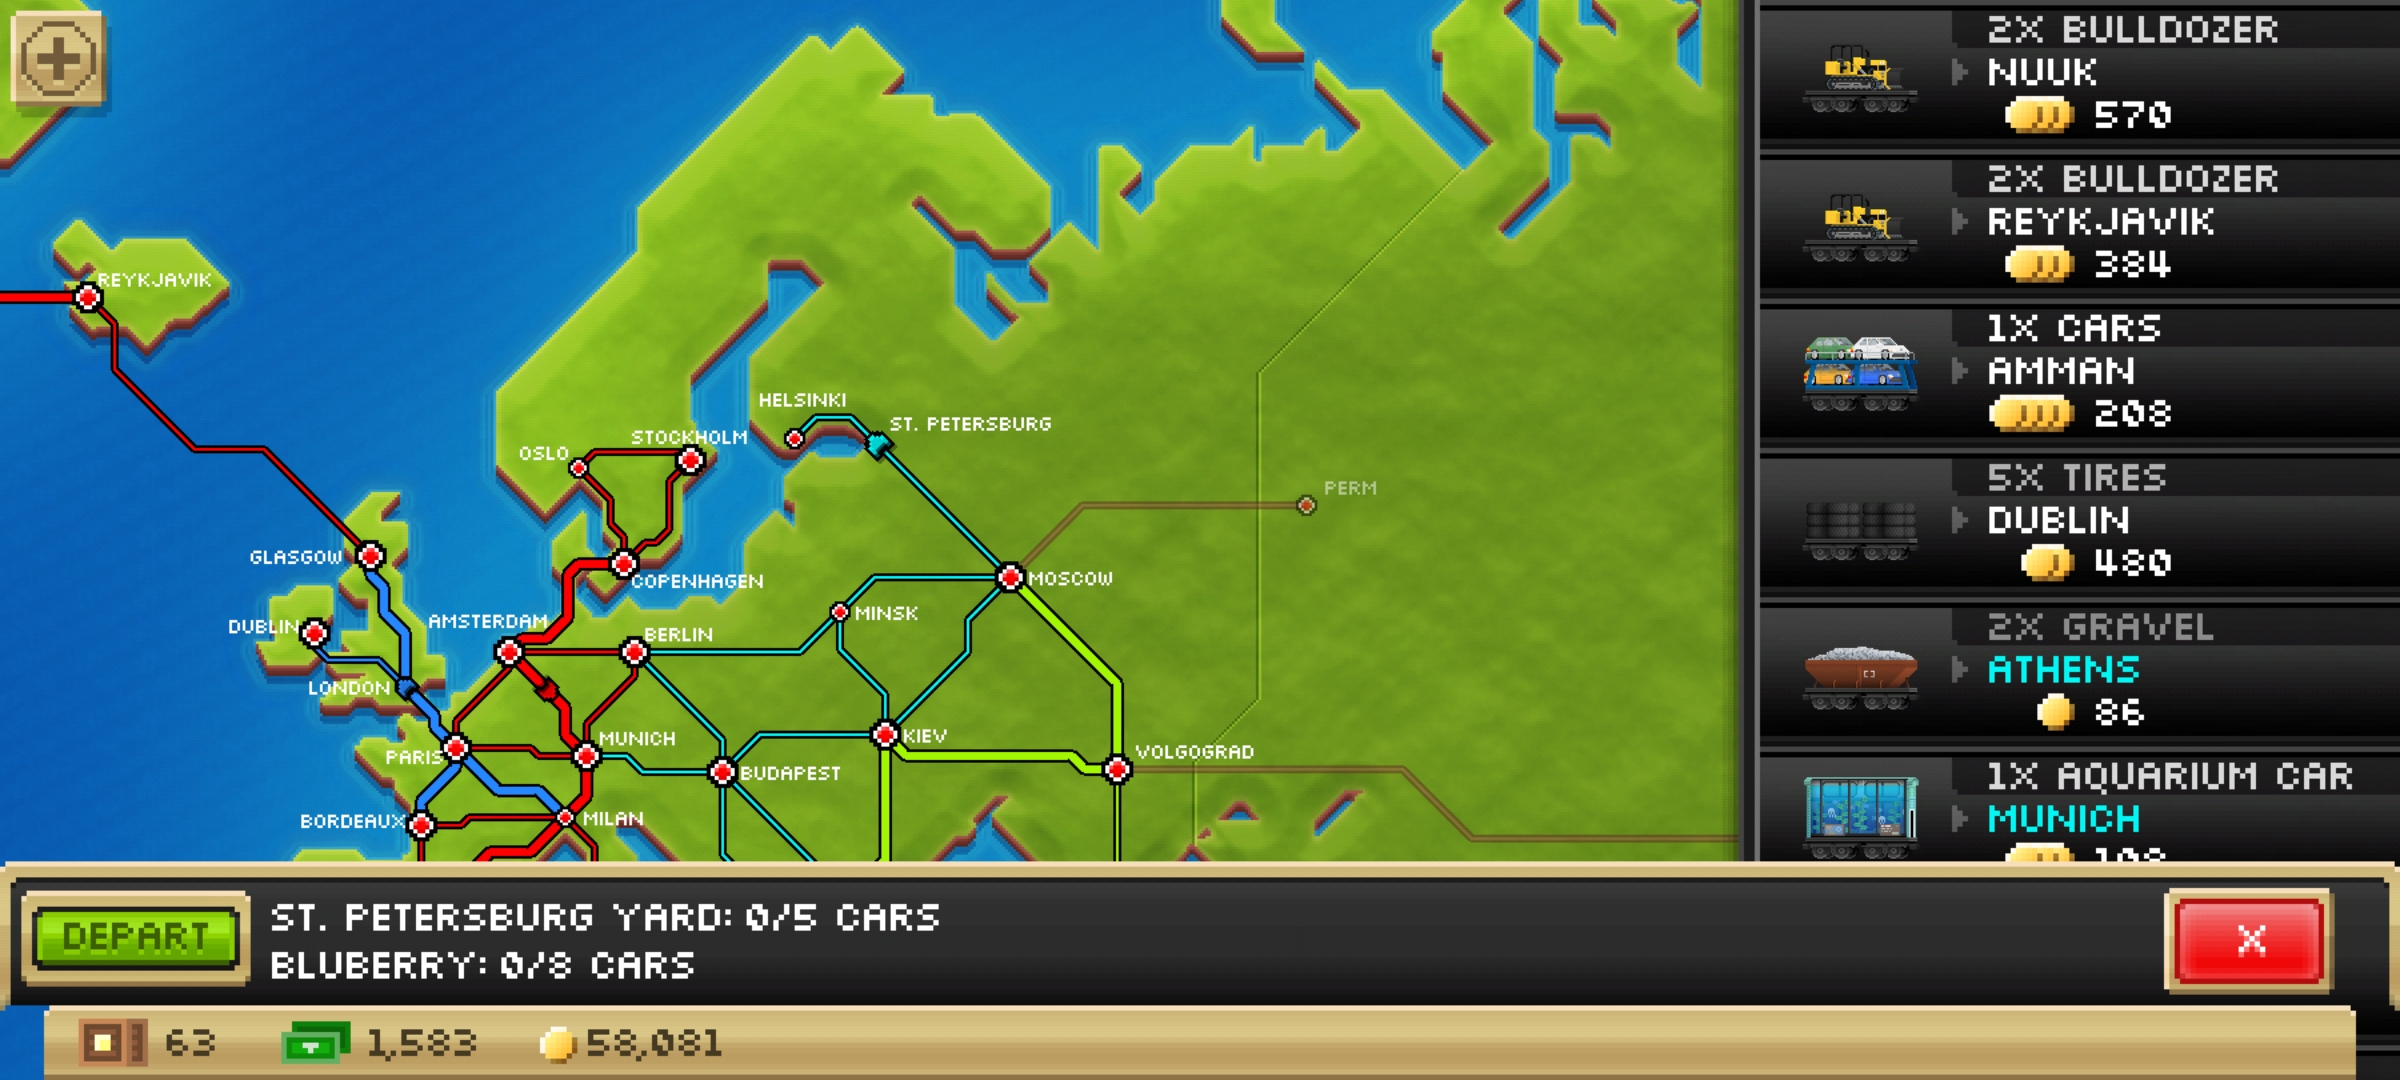 REYKJAVIK
HELSINKI
ST. PETERSBURG
STOCKHOLM
OSLO
PERM
GLASGOW
COPENHAGEN
MOSCOW
MINSK
DUBLIN
AMSTERDAM
BERLIN
LONDON
MUNICH
KIEV
PARIS
BUDAPEST
VOLGOGRAD
BORDEAUX
MILAN
2X BULLDOZER
NUUK
570
2X BULLDOZER
REYKJAVIK
384
1X CARS
AMMAN
208
5X TIRES
DUBLIN
480
2X GRAVEL
ATHENS
86
1X AQUARIUM CAR
MUNICH
DEPART
ST. PETERSBURG YARD: 0/5 CARS
BLUBERRY: 0/8 CARS
X
63
1,583
58,081